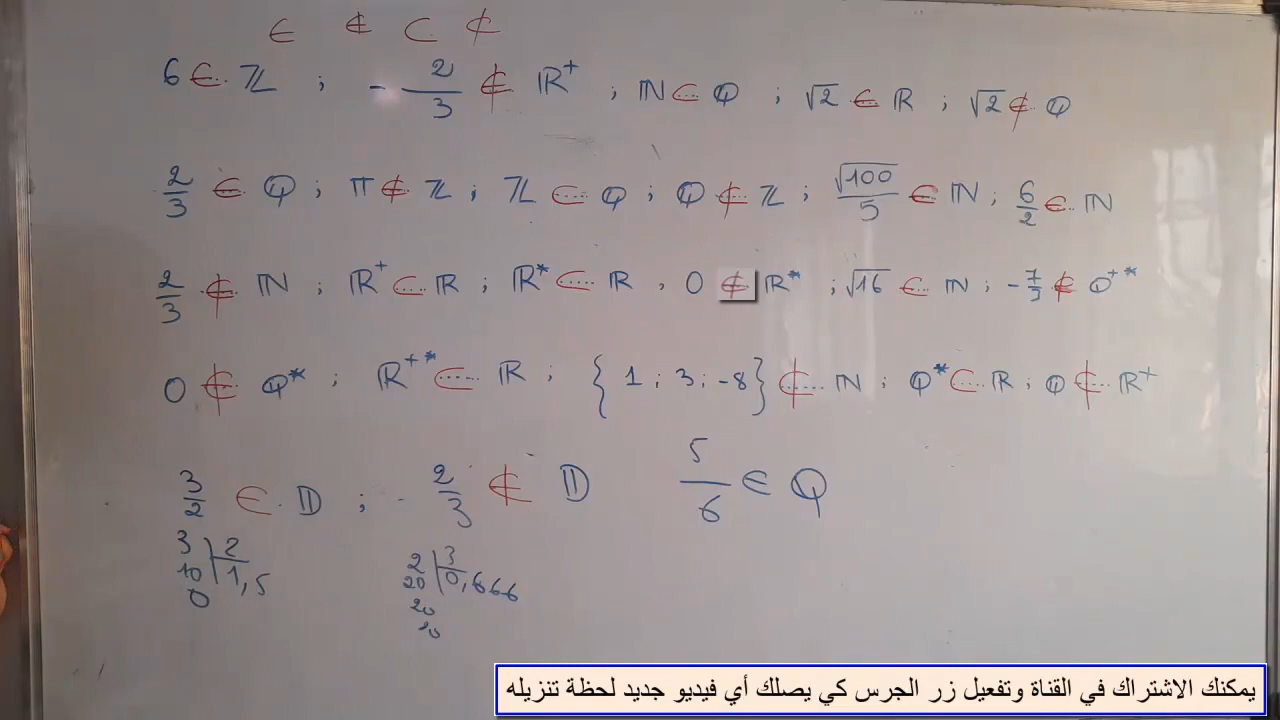 ∈ ∉ ⊂ ⊄
6 ∈.. ℤ ; - 2/3 ∉ ℝ⁺ ; ℕ ⊂... ℚ ; √2 ∈... ℝ ; √2 ∉.. ℚ
2/3 ∈ ℚ ; π ∉ ℤ ; ℤ ⊂.... ℚ ; ℚ ⊄... ℤ ; √100/5 ∈... ℕ ; 6/2 ∈.. ℕ
2/3 ∉.. ℕ ; ℝ⁺ ⊂... ℝ ; ℝ* ⊂.... ℝ , 0 ∉ ℝ* ; √16 ∈... ℕ ; - 7/3 ∉ ℚ⁺*
0 ∉.. ℚ* ; ℝ⁺* ⊂..... ℝ ; { 1 ; 3 ; -8 } ⊄..... ℕ ; ℚ* ⊂... ℝ ; ℚ ⊄... ℝ⁺
3/2 ∈. 𝔻 ; - 2/3 ∉ 𝔻 5/6 ∈ ℚ
3 2 2 3
10 1,5 20 0,666
0 20
20
يمكنك الاشتراك في القناة وتفعيل زر الجرس كي يصلك أي فيديو جديد لحظة تنزيله